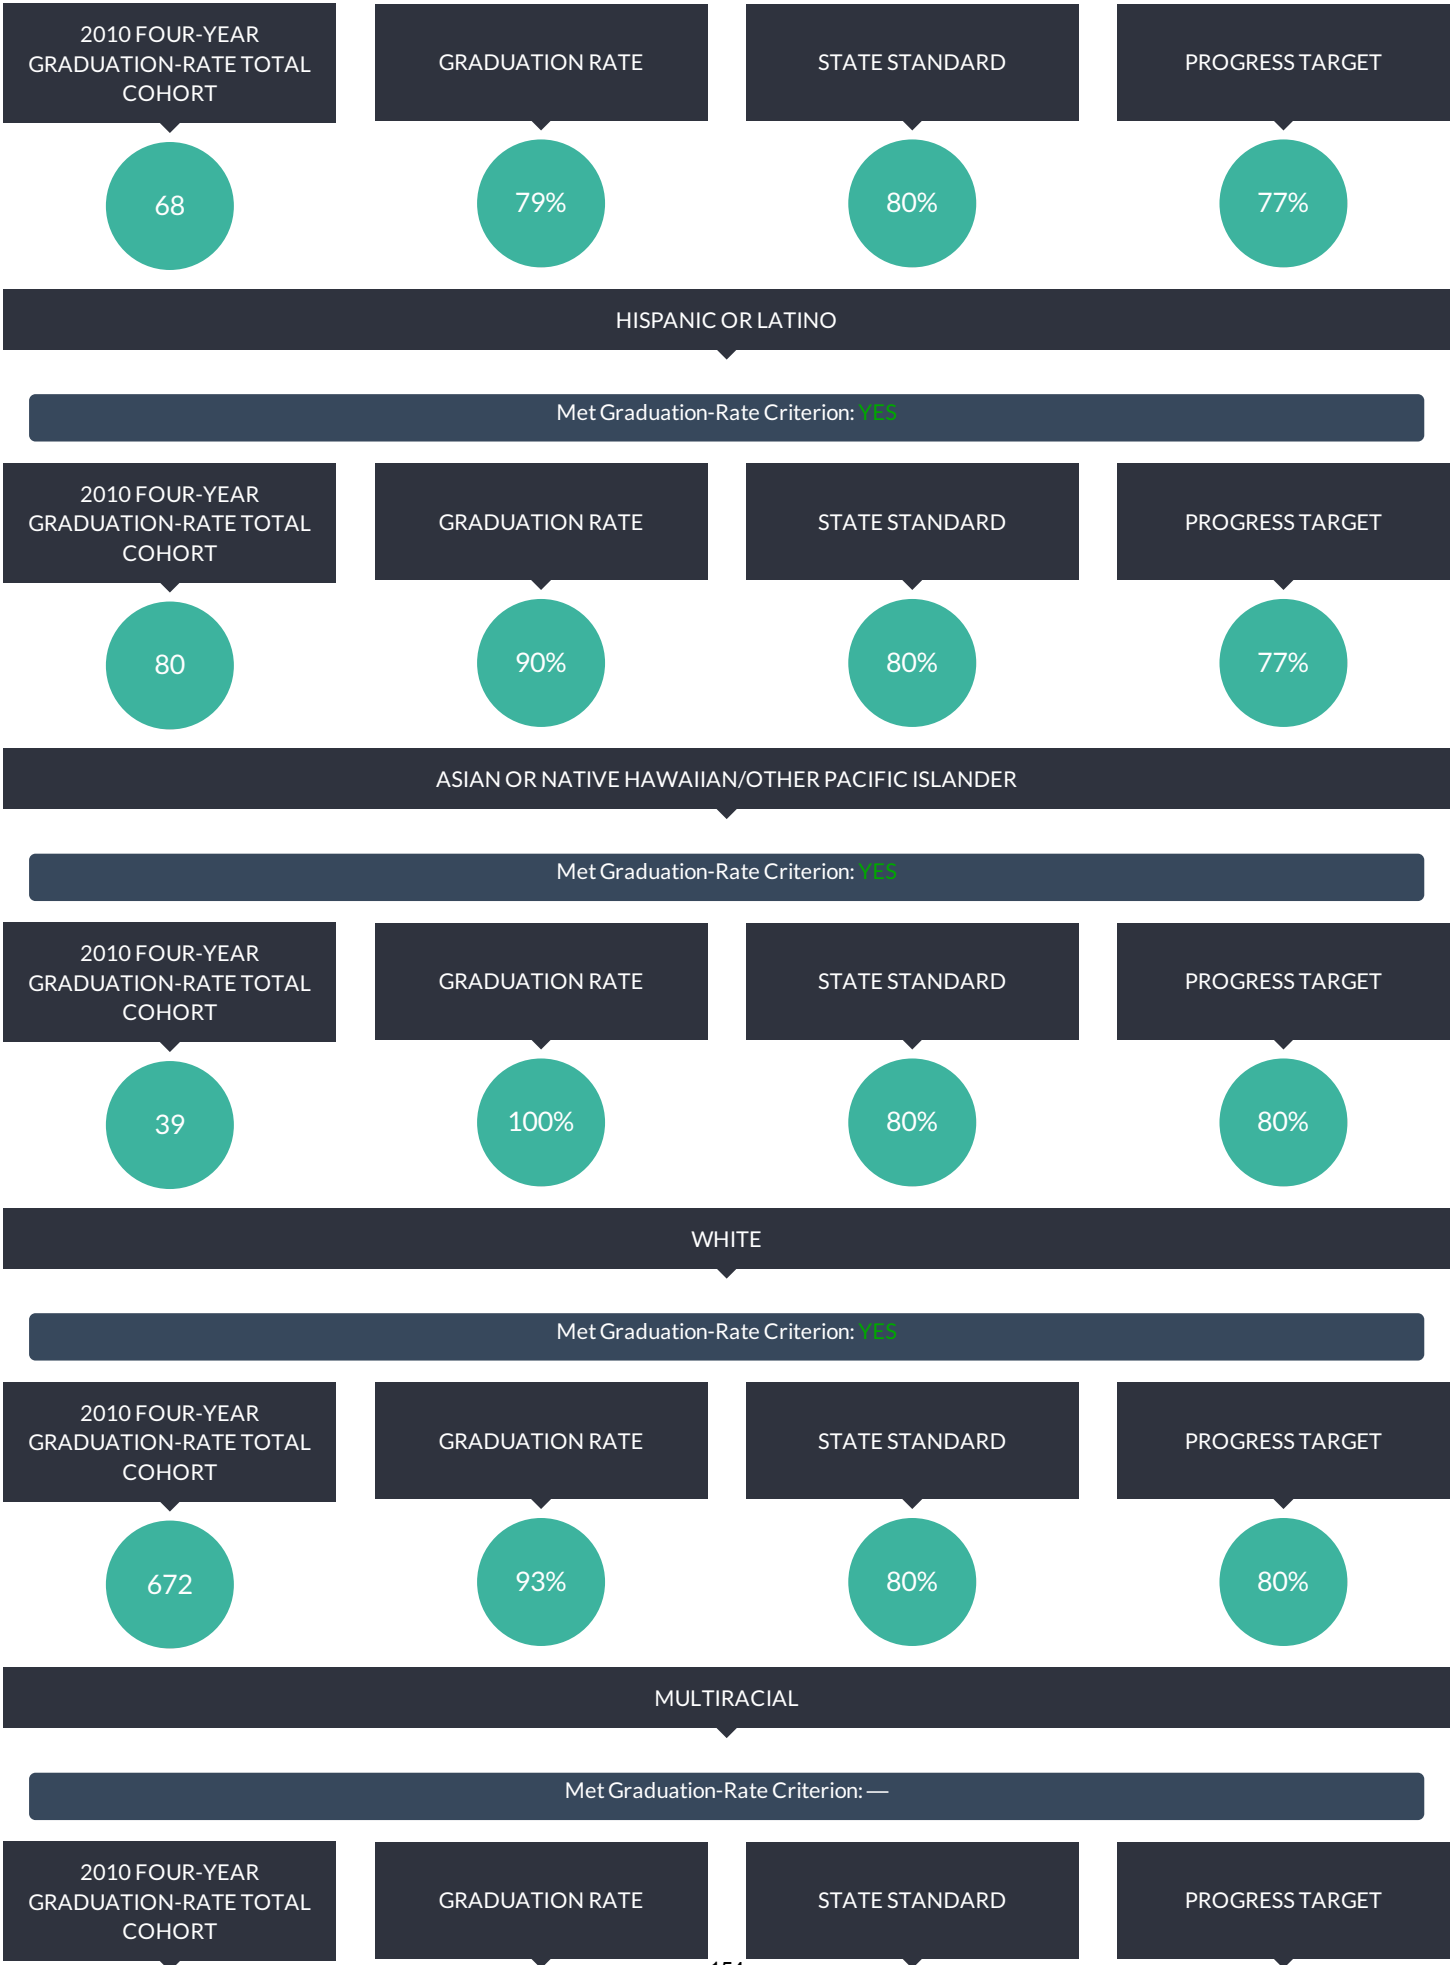 2010 FOUR-YEAR
GRADUATION-RATE TOTAL
COHORT
GRADUATION RATE
STATE STANDARD
PROGRESS TARGET
68
79%
80%
77%
HISPANIC OR LATINO
Met Graduation-Rate Criterion: YES
2010 FOUR-YEAR
GRADUATION-RATE TOTAL
COHORT
GRADUATION RATE
STATE STANDARD
PROGRESS TARGET
80
90%
80%
77%
ASIAN OR NATIVE HAWAIIAN/OTHER PACIFIC ISLANDER
Met Graduation-Rate Criterion: YES
2010 FOUR-YEAR
GRADUATION-RATE TOTAL
COHORT
GRADUATION RATE
STATE STANDARD
PROGRESS TARGET
39
100%
80%
80%
WHITE
Met Graduation-Rate Criterion: YES
2010 FOUR-YEAR
GRADUATION-RATE TOTAL
COHORT
GRADUATION RATE
STATE STANDARD
PROGRESS TARGET
672
93%
80%
80%
MULTIRACIAL
Met Graduation-Rate Criterion: —
2010 FOUR-YEAR
GRADUATION-RATE TOTAL
COHORT
GRADUATION RATE
STATE STANDARD
PROGRESS TARGET